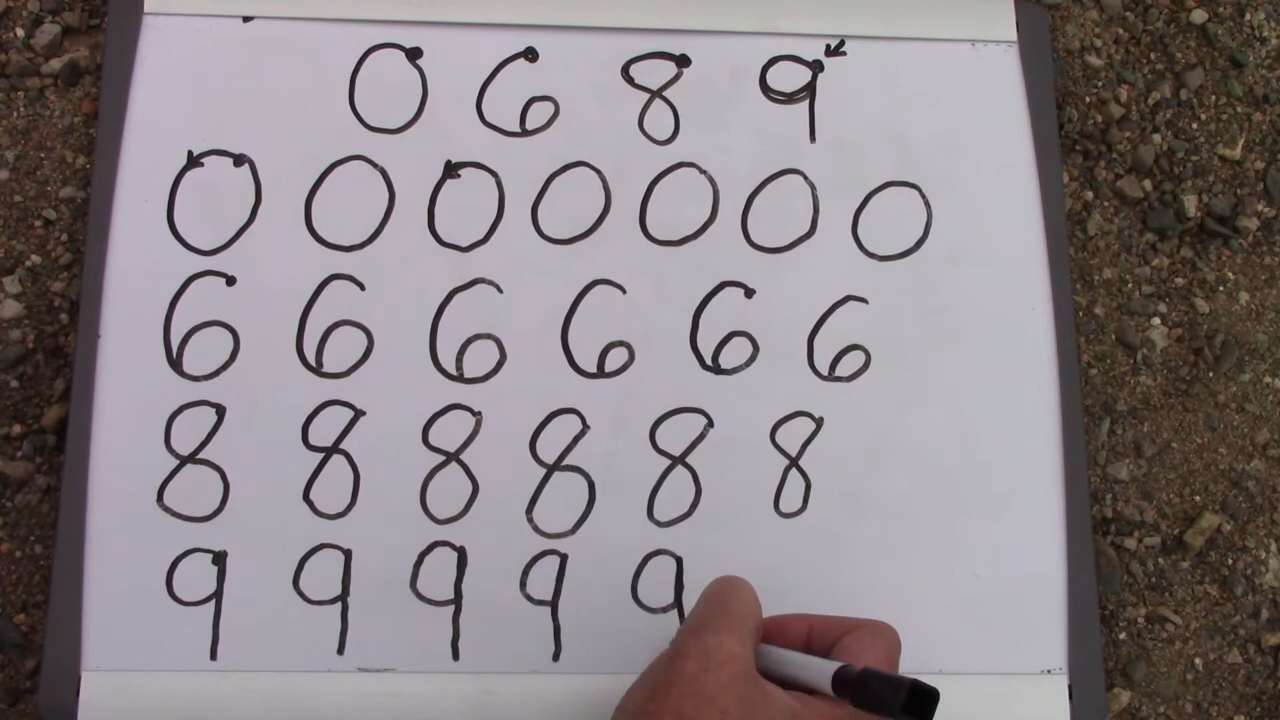 0 6 8 9
0 0 0 0 0 0 0
6 6 6 6 6 6
8 8 8 8 8 8
9 9 9 9 9